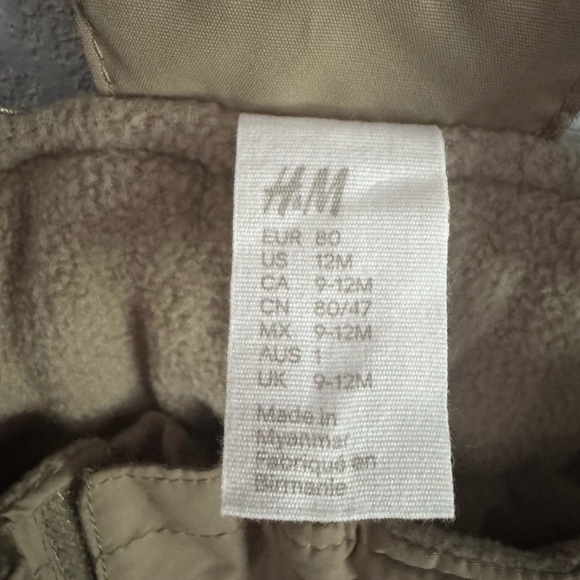 H&M
EUR 80
US 12M
CA 9-12M
CN 80/47
MX 9-12M
AUS 1
UK 9-12M
Made in
Myanmar
Fabriqué en
Birmanie